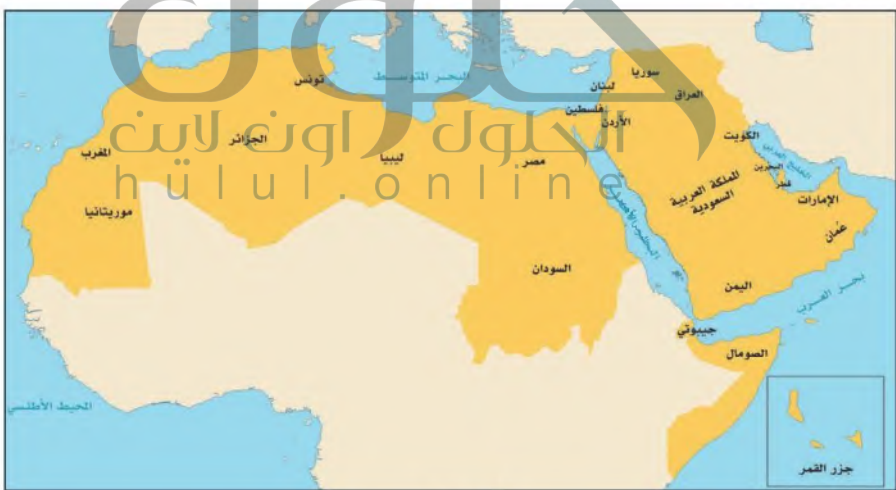 حلول
الحلول اون لاين
hulul.online
تونس
البحر المتوسط
لبنان
سوريا
العراق
فلسطين
الأردن
الكويت
المغرب
الجزائر
ليبيا
مصر
البحرين
قطر
المملكة العربية
السعودية
الإمارات
عُمان
موريتانيا
البحر الأحمر
السودان
اليمن
بحر العرب
جيبوتي
الصومال
المحيط الأطلسي
جزر القمر